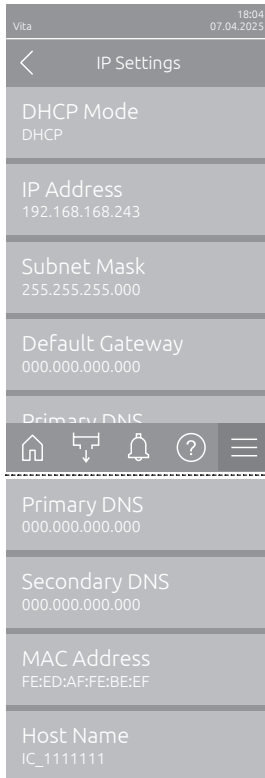 18:04
Vita
07.04.2025
IP Settings
DHCP Mode
DHCP
IP Address
192.168.168.243
Subnet Mask
255.255.255.000
Default Gateway
000.000.000.000
Primary DNS
Primary DNS
000.000.000.000
Secondary DNS
000.000.000.000
MAC Address
FE:ED:AF:FE:BE:EF
Host Name
IC_1111111